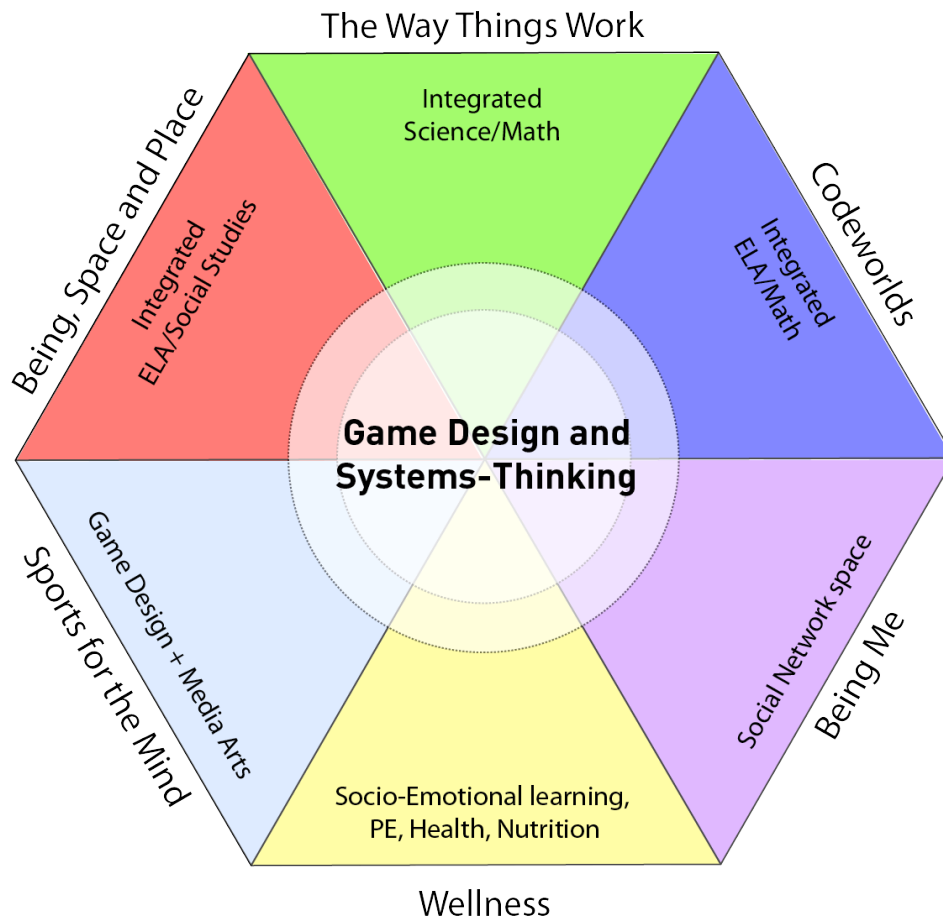 The Way Things Work
Integrated
Science/Math
Being, Space and Place
Integrated
ELA/Social Studies
Codeworlds
Integrated
ELA/Math
Game Design and
Systems-Thinking
Sports for the Mind
Game Design + Media Arts
Social Network space
Being Me
Socio-Emotional learning,
PE, Health, Nutrition
Wellness